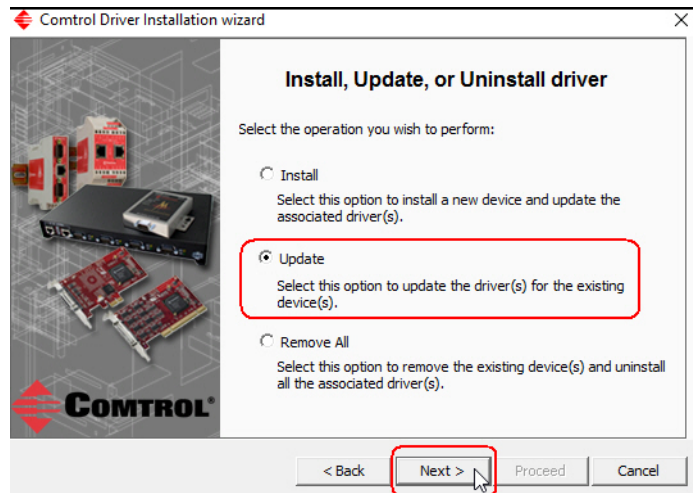 Comtrol Driver Installation wizard
Install, Update, or Uninstall driver
Select the operation you wish to perform:
Install
Select this option to install a new device and update the
associated driver(s).
Update
Select this option to update the driver(s) for the existing
device(s).
Remove All
Select this option to remove the existing device(s) and uninstall
all the associated driver(s).
COMTROL®
< Back
Next >
Proceed
Cancel